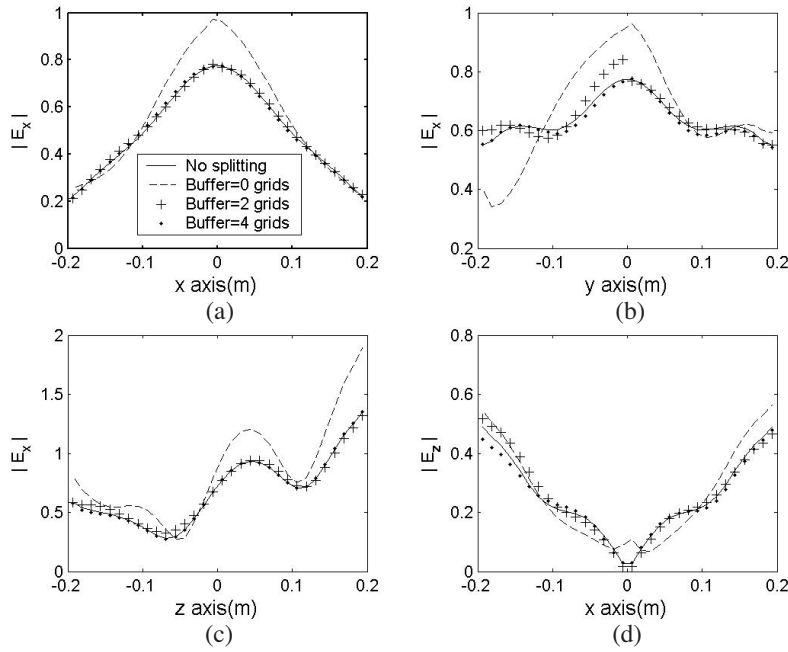 1
0.8
0.6
0.4
0.2
0
| E_x |
-0.2 -0.1 0 0.1 0.2
x axis(m)
(a)
No splitting
Buffer=0 grids
Buffer=2 grids
Buffer=4 grids
1
0.8
0.6
0.4
0.2
| E_x |
-0.2 -0.1 0 0.1 0.2
y axis(m)
(b)
2
1.5
1
0.5
0
| E_x |
-0.2 -0.1 0 0.1 0.2
z axis(m)
(c)
0.8
0.6
0.4
0.2
0
| E_z |
-0.2 -0.1 0 0.1 0.2
x axis(m)
(d)